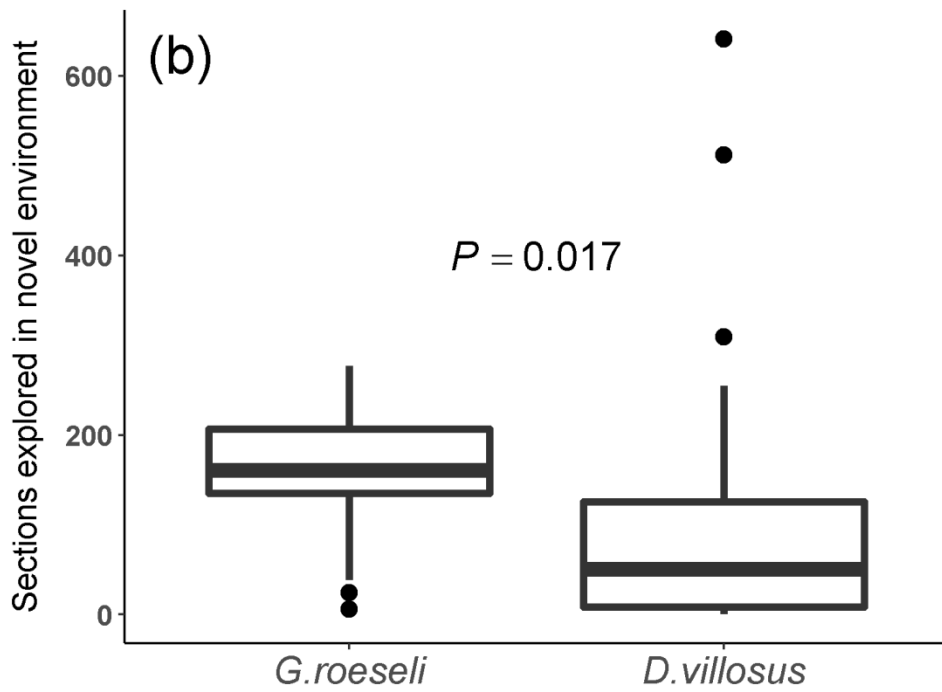 (b)
Sections explored in novel environment
600
400
200
0
P = 0.017
G.roeseli
D.villosus